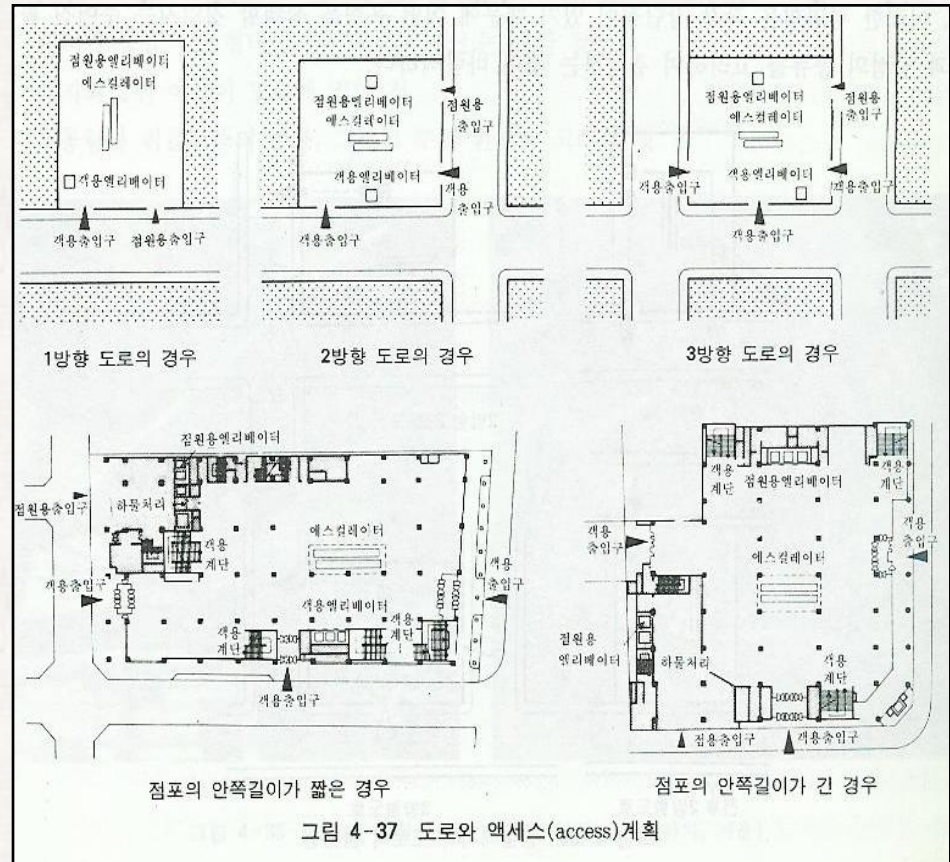 점원용엘리베이터
에스컬레이터
객용엘리베이터
객용출입구
점원용출입구
1방향 도로의 경우
점원용엘리베이터
에스컬레이터
객용엘리베이터
점원용
출입구
객용
출입구
객용출입구
2방향 도로의 경우
점원용엘리베이터
에스컬레이터
객용엘리베이터
점원용
출입구
객용출입구
객용출입구
객용출입구
3방향 도로의 경우
점원용엘리베이터
점원용출입구
하물처리
객용
계단
에스컬레이터
객용
출입구
객용출입구
객용엘리베이터
객용
계단
객용
계단
객용출입구
점포의 안쪽길이가 짧은 경우
객용
계단
점원용엘리베이터
객용
계단
객용
출입구
에스컬레이터
객용
출입구
점원용
엘리베이터
하물처리
객용
계단
점용출입구
객용출입구
점포의 안쪽길이가 긴 경우
그림 4-37 도로와 액세스(access)계획